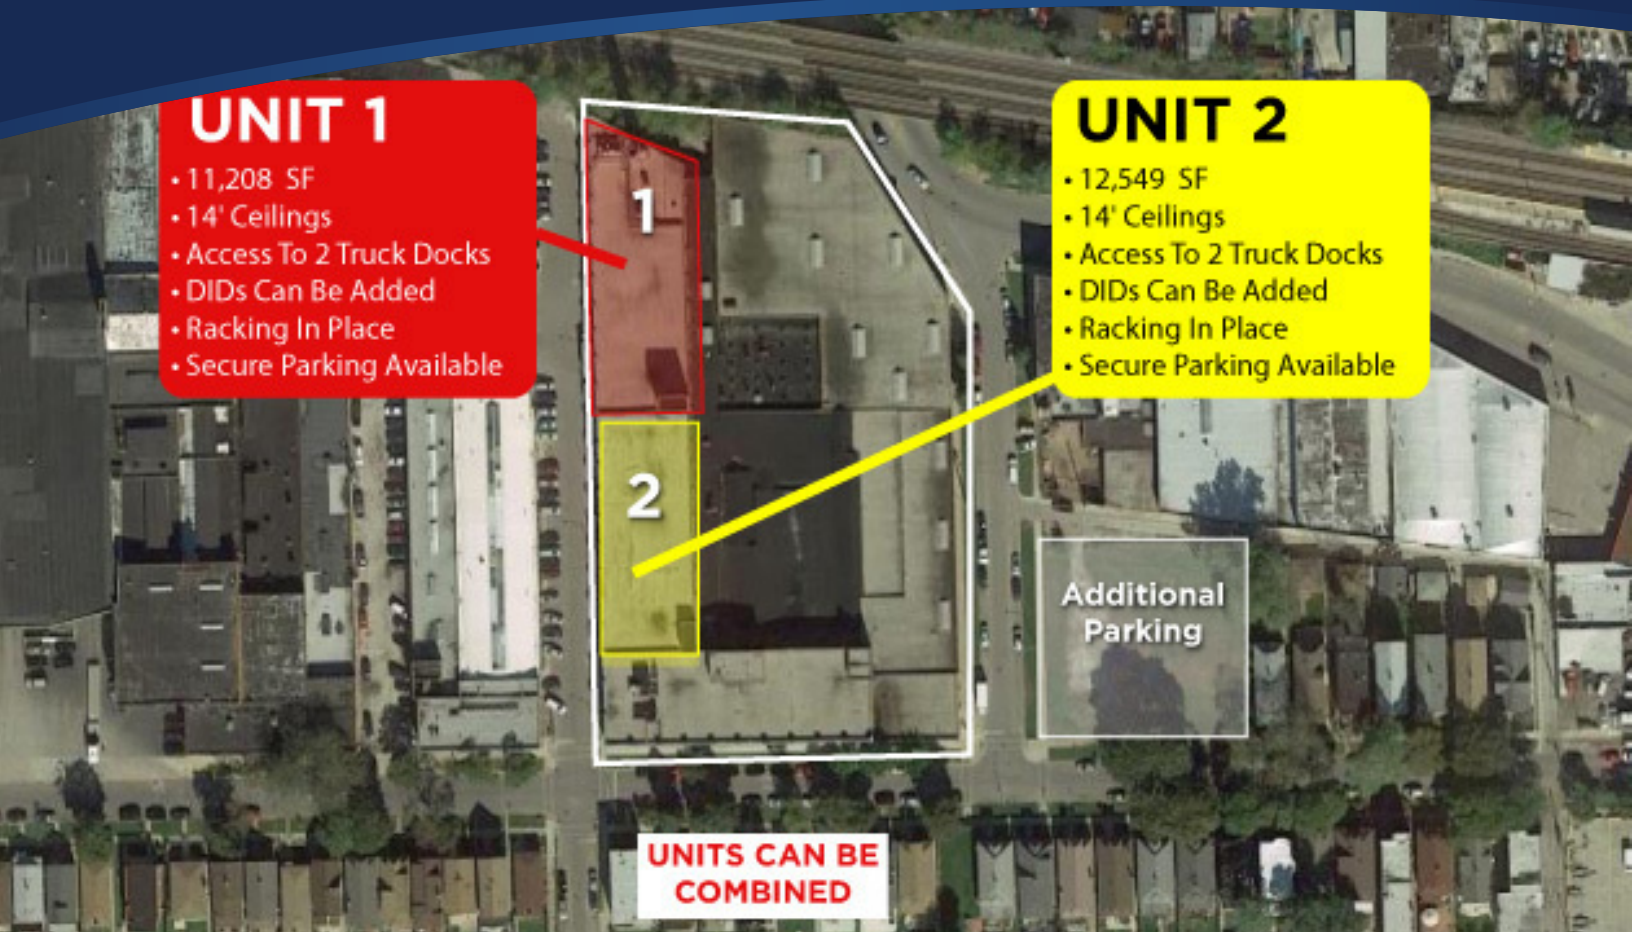 UNIT 1
• 11,208 SF
• 14' Ceilings
• Access To 2 Truck Docks
• DIDs Can Be Added
• Racking In Place
• Secure Parking Available
UNIT 2
• 12,549 SF
• 14' Ceilings
• Access To 2 Truck Docks
• DIDs Can Be Added
• Racking In Place
• Secure Parking Available
1
2
Additional
Parking
UNITS CAN BE
COMBINED